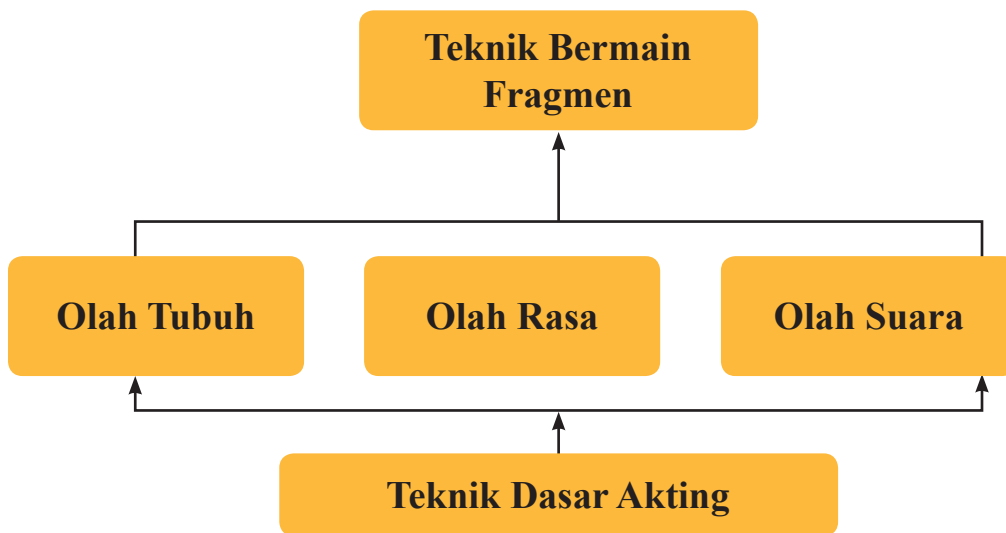 Teknik Bermain
Fragmen
Olah Tubuh
Olah Rasa
Olah Suara
Teknik Dasar Akting